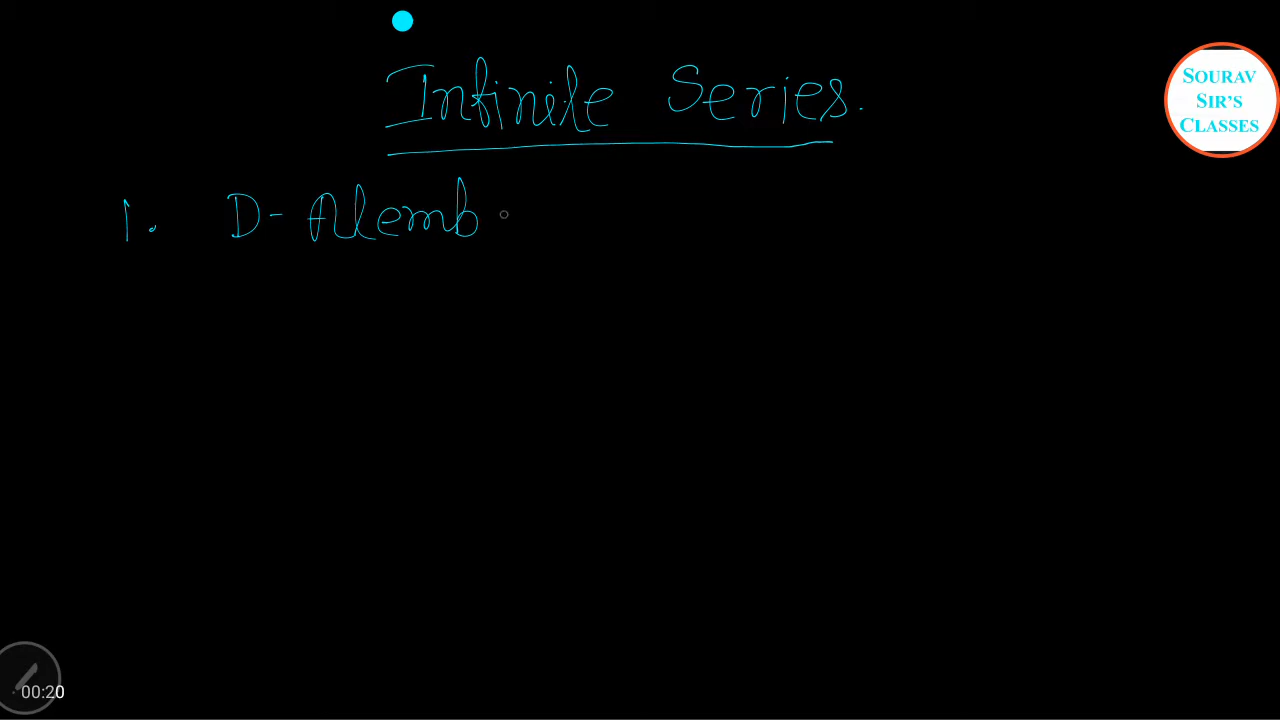 Infinite Series.
SOURAV
SIR'S
CLASSES
1. D-Alemb
00:20